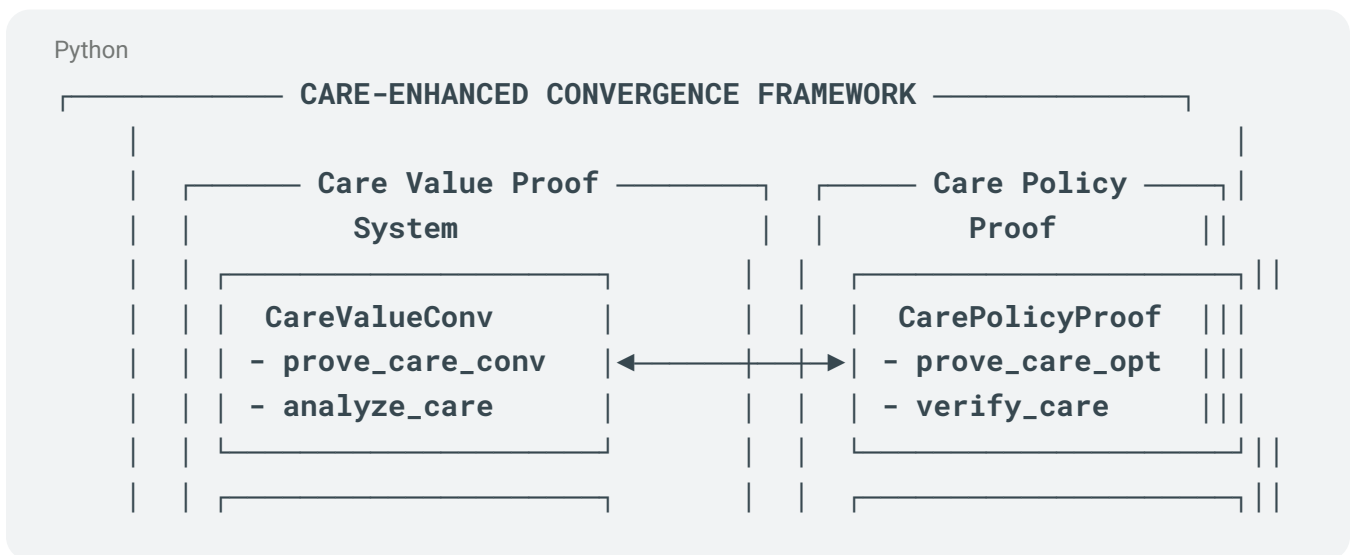 Python
CARE-ENHANCED CONVERGENCE FRAMEWORK
Care Value Proof Care Policy
System Proof
CareValueConv CarePolicyProof
- prove_care_conv - prove_care_opt
- analyze_care - verify_care